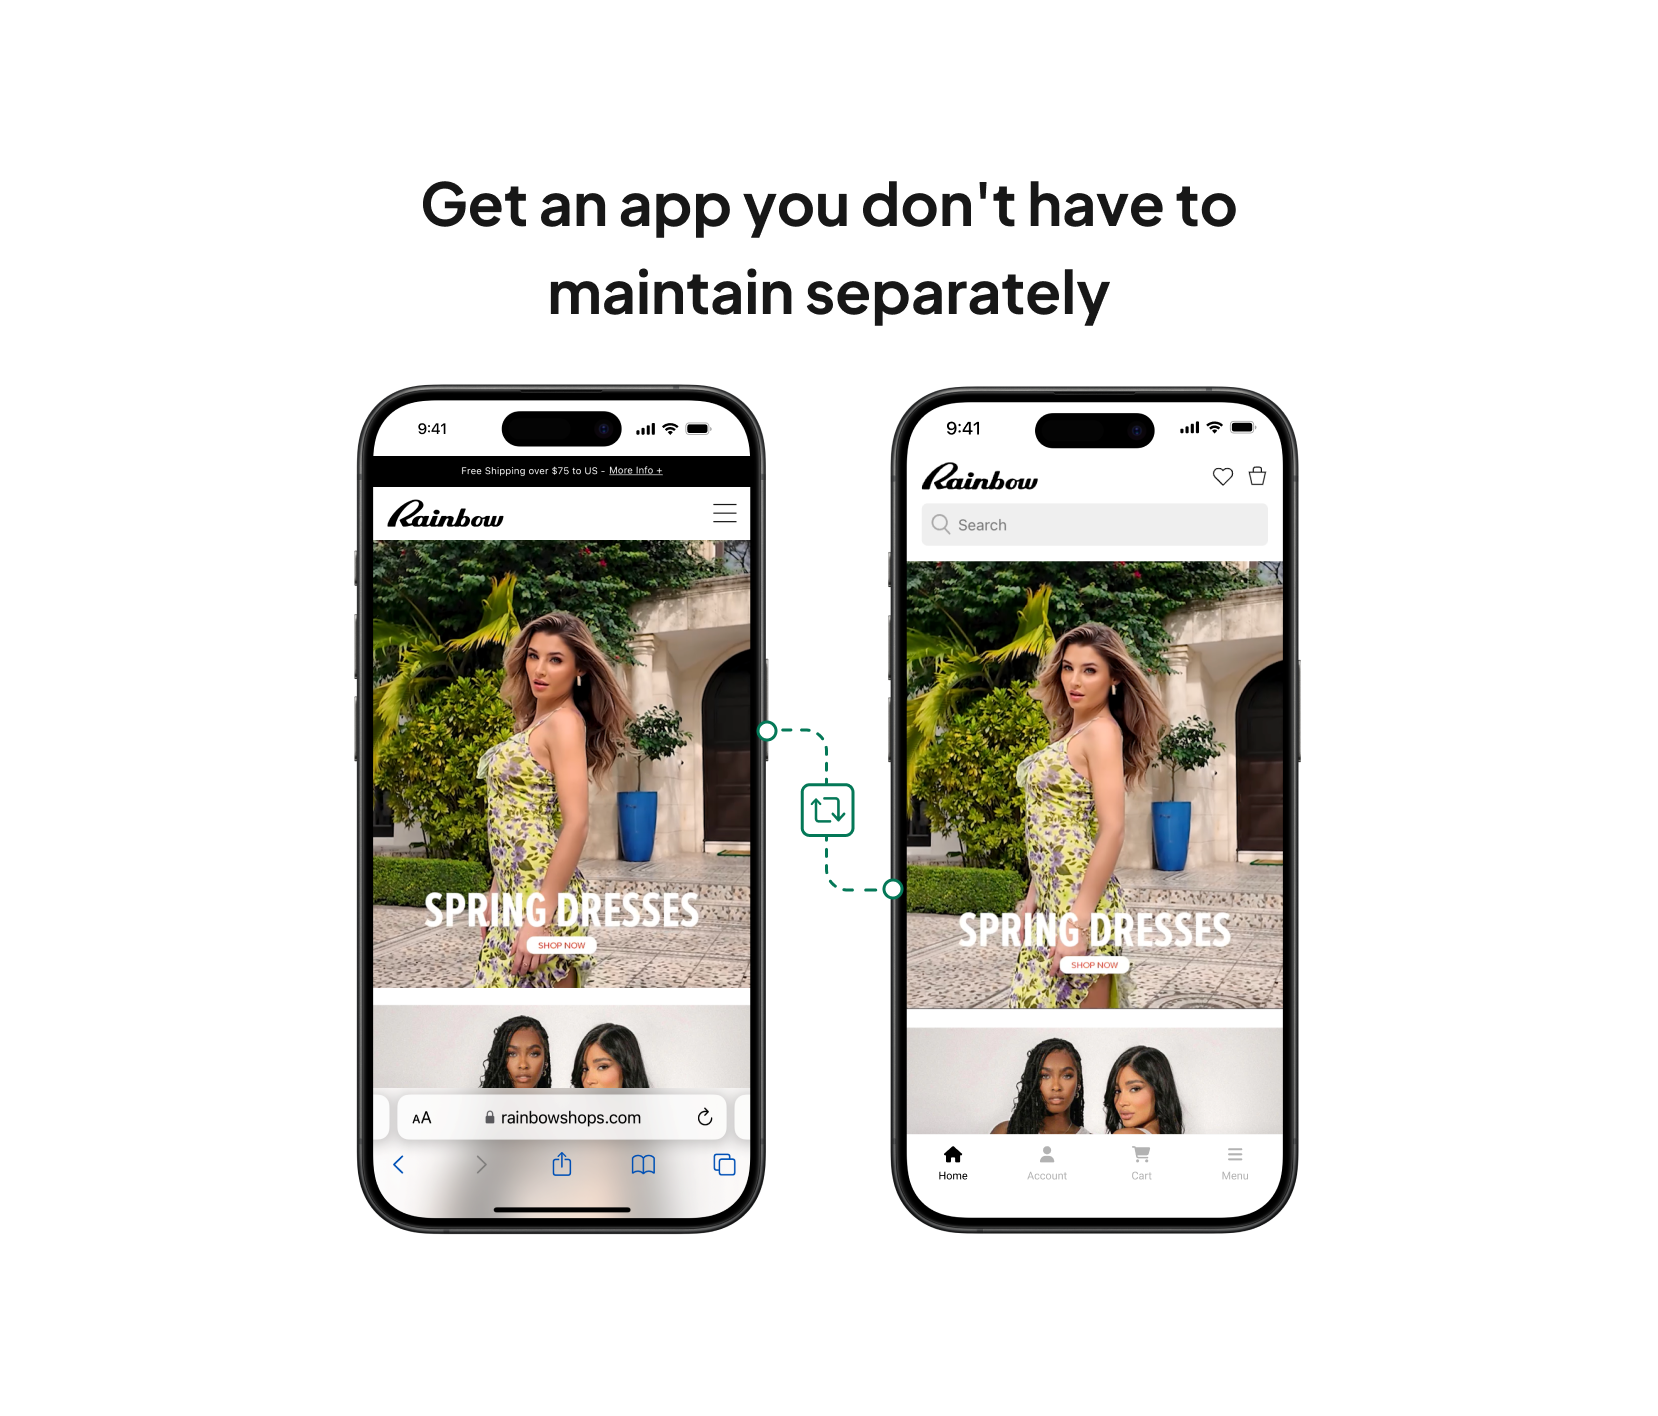 Get an app you don't have to
maintain separately
9:41
Free Shipping over $75 to US - More Info +
Rainbow
SPRING DRESSES
SHOP NOW
AA
rainbowshops.com
9:41
Rainbow
Search
SPRING DRESSES
SHOP NOW
Home Account Cart Menu